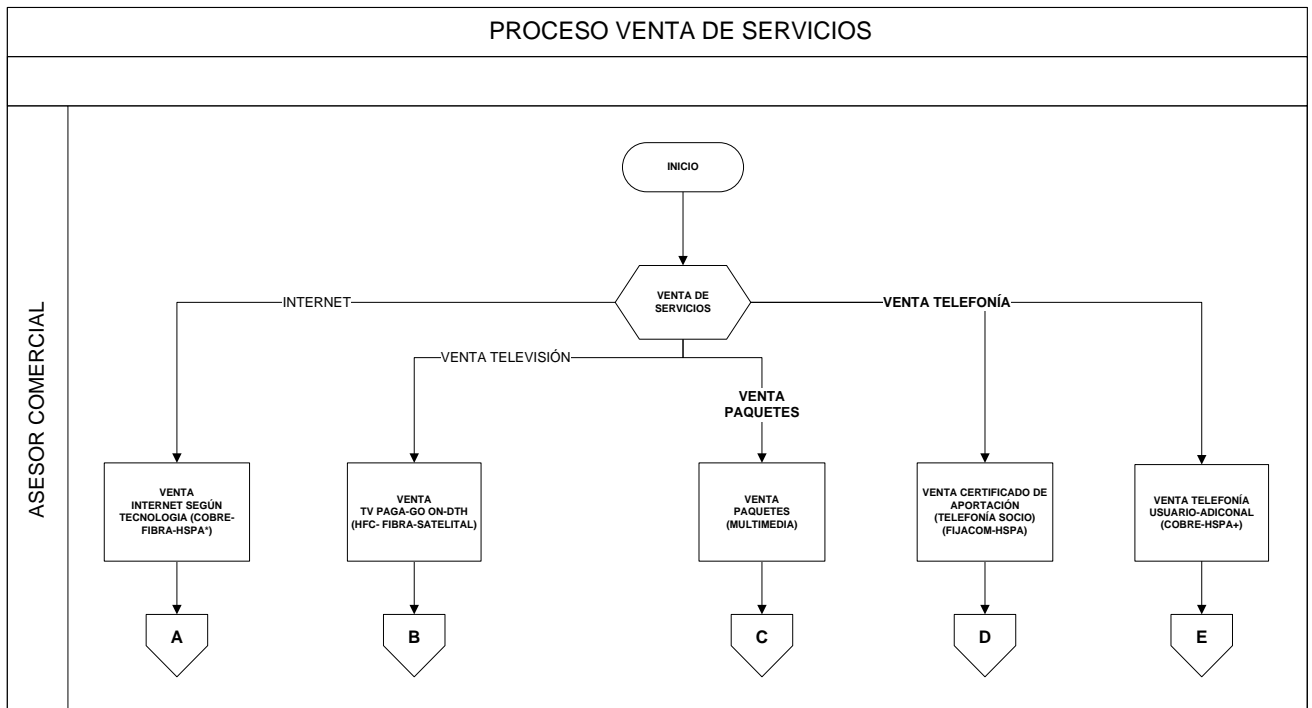 PROCESO VENTA DE SERVICIOS
ASESOR COMERCIAL
INICIO
VENTA DE
SERVICIOS
INTERNET
VENTA TELEFONÍA
VENTA TELEVISIÓN
VENTA
PAQUETES
VENTA
INTERNET SEGÚN
TECNOLOGIA (COBRE-
FIBRA-HSPA*)
VENTA
TV PAGA-GO ON-DTH
(HFC- FIBRA-SATELITAL)
VENTA
PAQUETES
(MULTIMEDIA)
VENTA CERTIFICADO DE
APORTACIÓN
(TELEFONÍA SOCIO)
(FIJACOM-HSPA)
VENTA TELEFONÍA
USUARIO-ADICONAL
(COBRE-HSPA+)
A
B
C
D
E